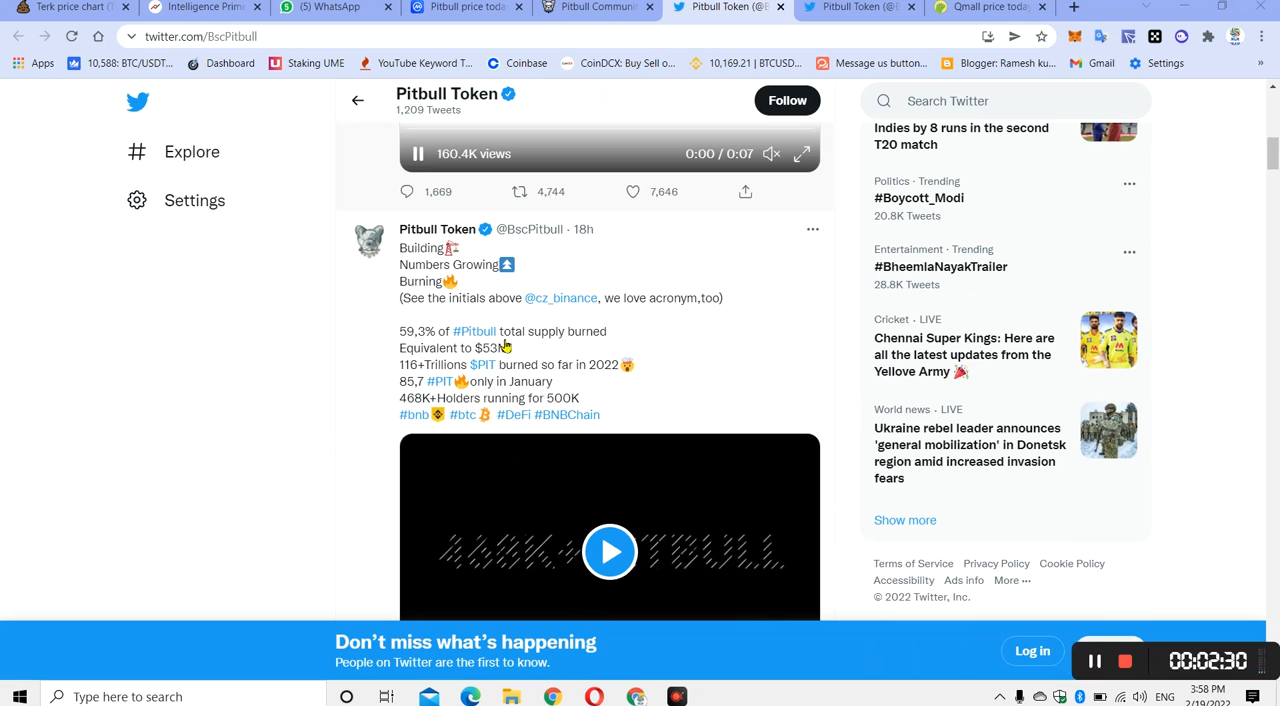 Terk price chart (T
Intelligence Prim
(5) WhatsApp
Pitbull price today
Pitbull Communit
Pitbull Token (@B
Pitbull Token (@B
Qmall price today
twitter.com/BscPitbull
Apps
10,588: BTC/USDT...
Dashboard
Staking UME
YouTube Keyword T...
Coinbase
CoinDCX: Buy Sell o...
10,169.21 | BTCUSD...
Message us button...
Blogger: Ramesh ku...
Gmail
Settings
»
Pitbull Token
1,209 Tweets
Follow
Search Twitter
Explore
Settings
160.4K views
0:00 / 0:07
1,669
4,744
7,646
Pitbull Token @BscPitbull · 18h
Building🏗
Numbers Growing⏫
Burning🔥
(See the initials above @cz_binance, we love acronym,too)
59,3% of #Pitbull total supply burned
Equivalent to $53M
116+Trillions $PIT burned so far in 2022🤯
85,7 #PIT🔥only in January
468K+Holders running for 500K
#bnb #btc #DeFi #BNBChain
Indies by 8 runs in the second
T20 match
Politics · Trending
#Boycott_Modi
20.8K Tweets
Entertainment · Trending
#BheemlaNayakTrailer
28.8K Tweets
Cricket · LIVE
Chennai Super Kings: Here are
all the latest updates from the
Yellove Army 🎉
World news · LIVE
Ukraine rebel leader announces
'general mobilization' in Donetsk
region amid increased invasion
fears
Show more
Terms of Service Privacy Policy Cookie Policy
Accessibility Ads info More ···
© 2022 Twitter, Inc.
Don't miss what's happening
People on Twitter are the first to know.
Log in
00:02:30
Type here to search
ENG
3:58 PM
2/19/2022